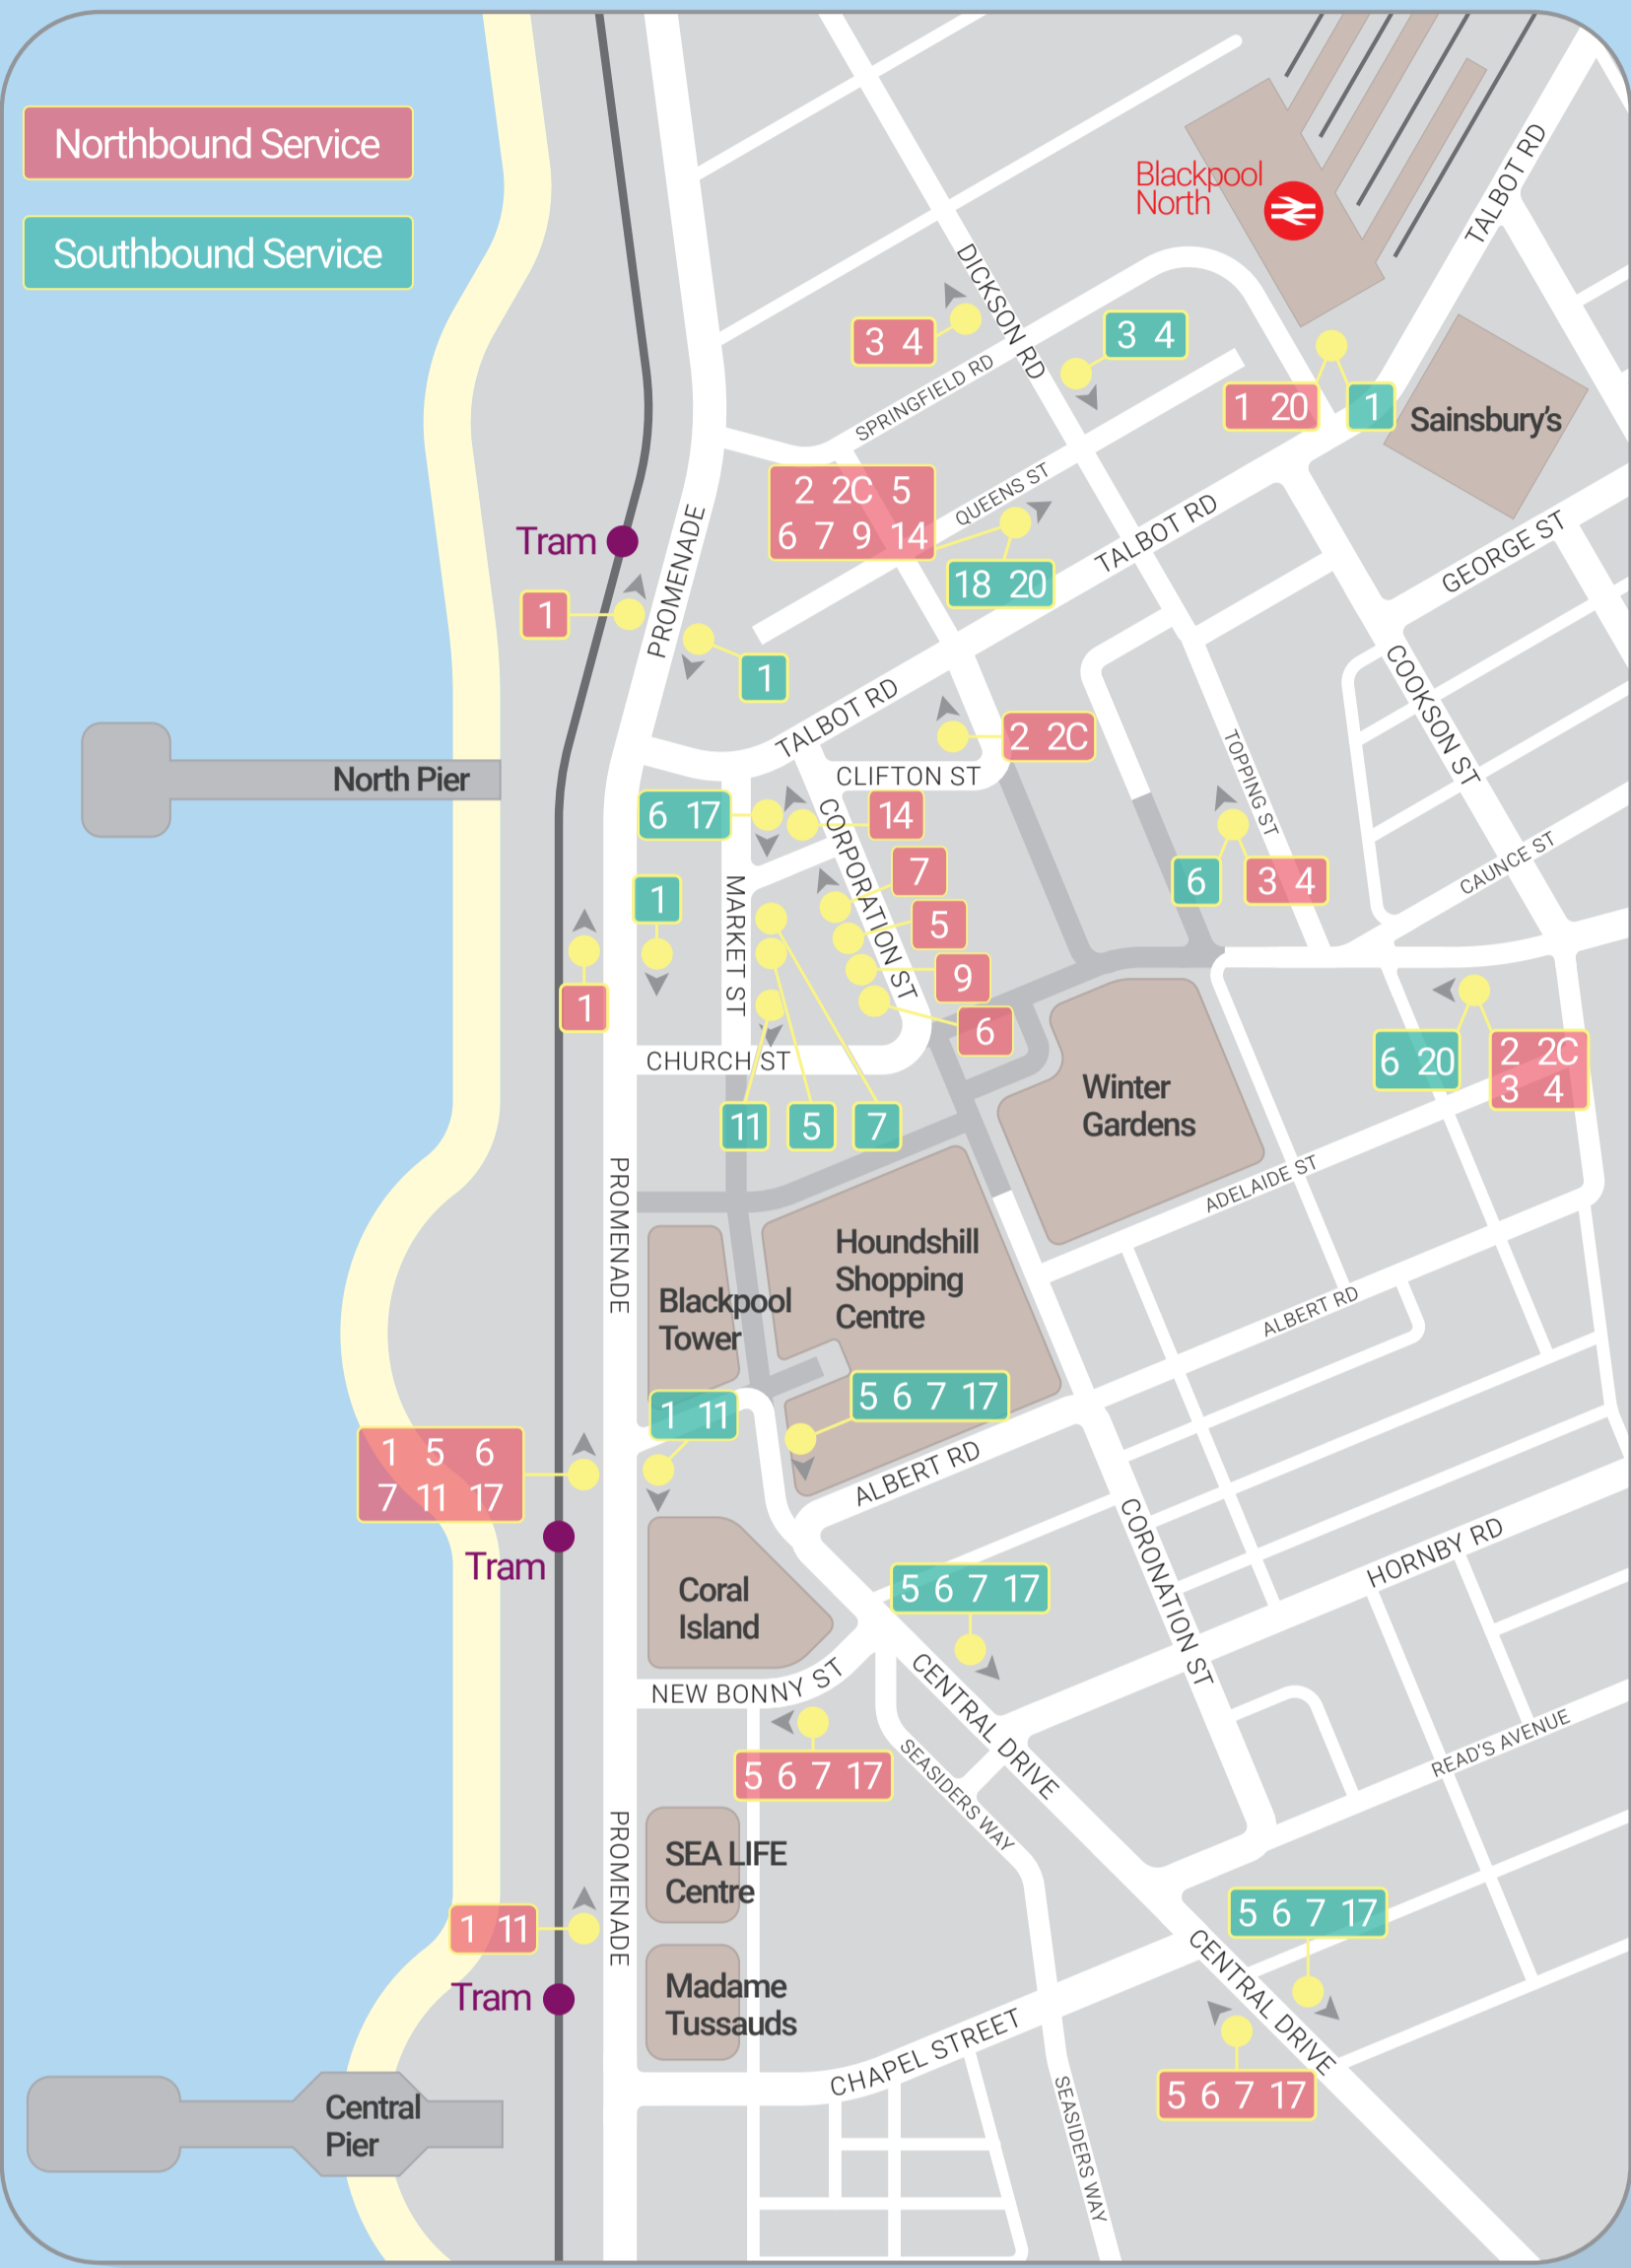 Northbound Service
Southbound Service
Blackpool
North
TALBOT RD
DICKSON RD
3 4
3 4
SPRINGFIELD RD
1 20
1
Sainsbury's
2 2C 5
6 7 9 14
QUEENS ST
18 20
TALBOT RD
GEORGE ST
Tram
PROMENADE
1
1
COOKSON ST
TALBOT RD
2 2C
TOPPING ST
North Pier
CLIFTON ST
6 17
14
CORPORATION ST
7
CAUNCE ST
6
3 4
1
MARKET ST
5
9
1
6
CHURCH ST
6 20
2 2C
3 4
Winter
Gardens
11
5
7
PROMENADE
ADELAIDE ST
Houndshill
Shopping
Centre
Blackpool
Tower
ALBERT RD
5 6 7 17
1 11
1 5 6
7 11 17
ALBERT RD
CORONATION ST
Tram
HORNBY RD
Coral
Island
5 6 7 17
NEW BONNY ST
CENTRAL DRIVE
5 6 7 17
SEASIDERS WAY
READ'S AVENUE
PROMENADE
SEA LIFE
Centre
1 11
5 6 7 17
Tram
Madame
Tussauds
CENTRAL DRIVE
CHAPEL STREET
5 6 7 17
SEASIDERS WAY
Central
Pier